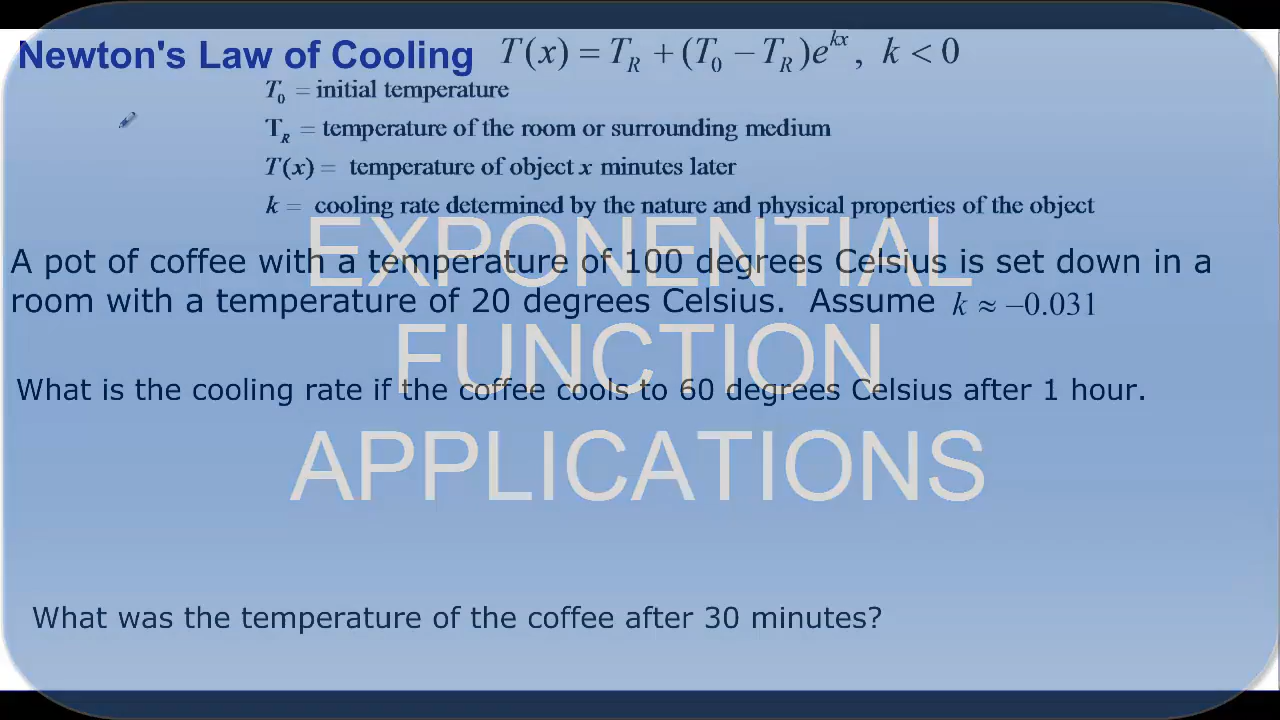 Newton's Law of Cooling T(x) = T_R + (T_0 − T_R)e^{kx}, k < 0
T_0 = initial temperature
T_R = temperature of the room or surrounding medium
T(x) = temperature of object x minutes later
k = cooling rate determined by the nature and physical properties of the object
EXPONENTIAL
A pot of coffee with a temperature of 100 degrees Celsius is set down in a
room with a temperature of 20 degrees Celsius. Assume k ≈ −0.031
FUNCTION
What is the cooling rate if the coffee cools to 60 degrees Celsius after 1 hour.
APPLICATIONS
What was the temperature of the coffee after 30 minutes?